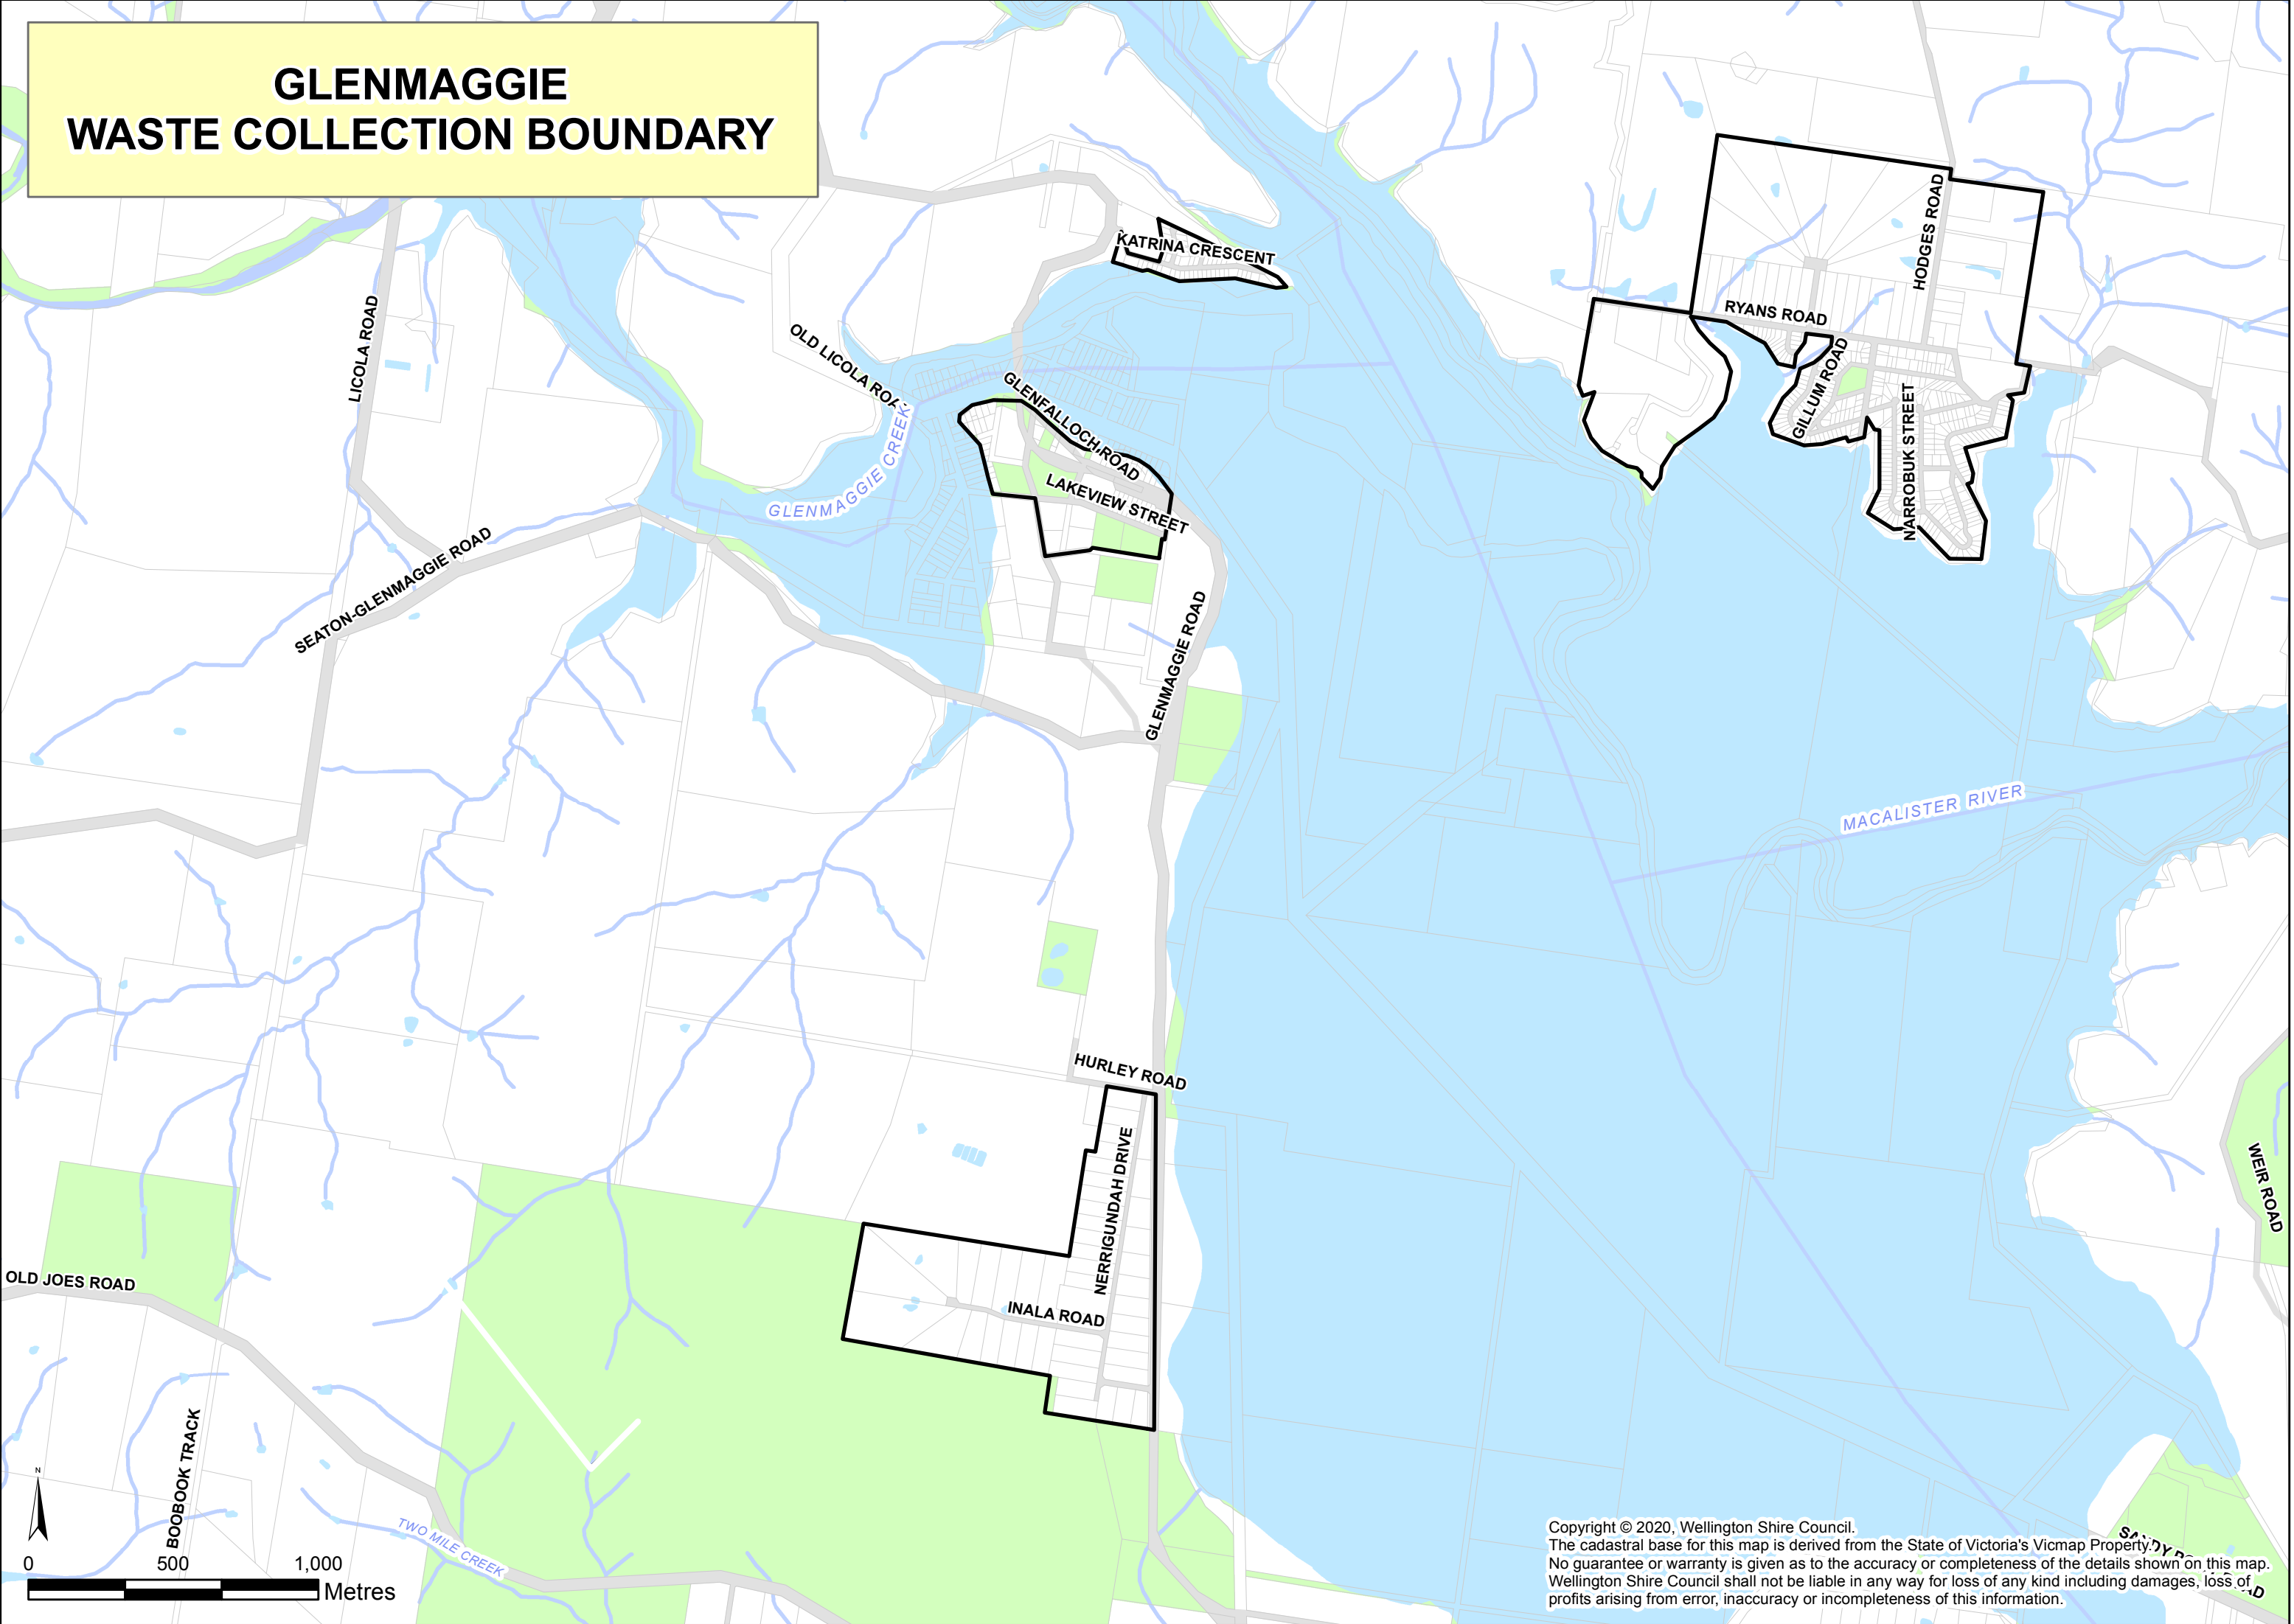 GLENMAGGIE
WASTE COLLECTION BOUNDARY
KATRINA CRESCENT
HODGES ROAD
RYANS ROAD
GILLUM ROAD
NARROBUK STREET
LICOLA ROAD
OLD LICOLA ROAD
GLENMAGGIE CREEK
GLENFALLOCH ROAD
LAKEVIEW STREET
SEATON-GLENMAGGIE ROAD
GLENMAGGIE ROAD
MACALISTER RIVER
HURLEY ROAD
NERRIGUNDAH DRIVE
INALA ROAD
WEIR ROAD
OLD JOES ROAD
BOOBOOK TRACK
TWO MILE CREEK
N
0 500 1,000
Metres
Copyright © 2020, Wellington Shire Council.
The cadastral base for this map is derived from the State of Victoria's Vicmap Property.
No guarantee or warranty is given as to the accuracy or completeness of the details shown on this map.
Wellington Shire Council shall not be liable in any way for loss of any kind including damages, loss of
profits arising from error, inaccuracy or incompleteness of this information.